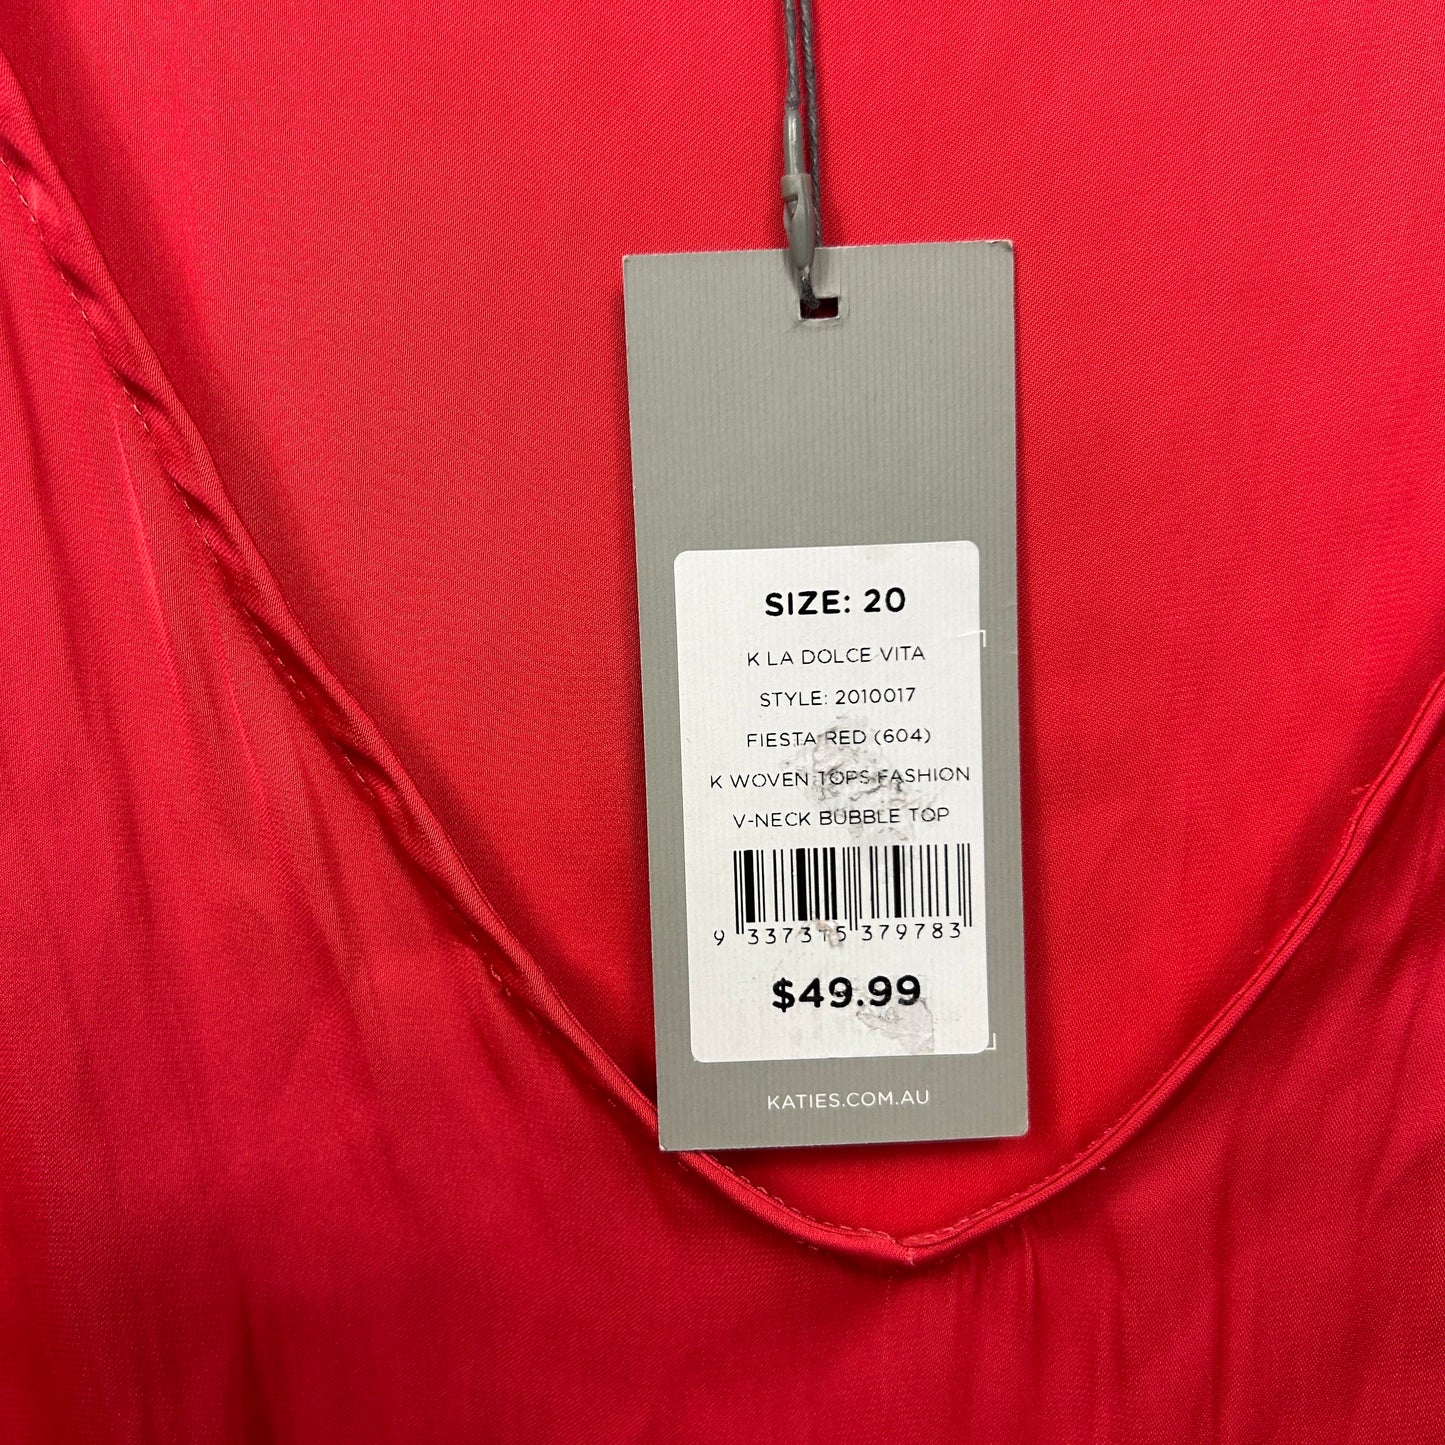 SIZE: 20
K LA DOLCE VITA
STYLE: 2010017
FIESTA RED (604)
K WOVEN TOPS FASHION
V-NECK BUBBLE TOP
9 337315 379783
$49.99
KATIES.COM.AU